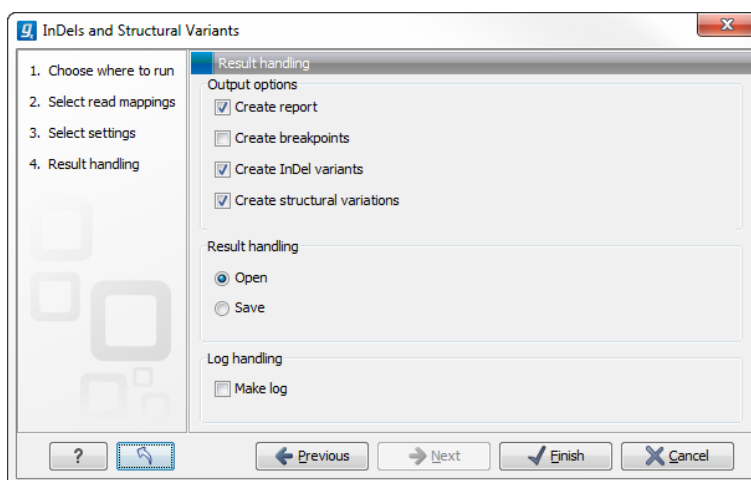 InDels and Structural Variants
1. Choose where to run
2. Select read mappings
3. Select settings
4. Result handling
Result handling
Output options
Create report
Create breakpoints
Create InDel variants
Create structural variations
Result handling
Open
Save
Log handling
Make log
?
Previous
Next
Finish
Cancel